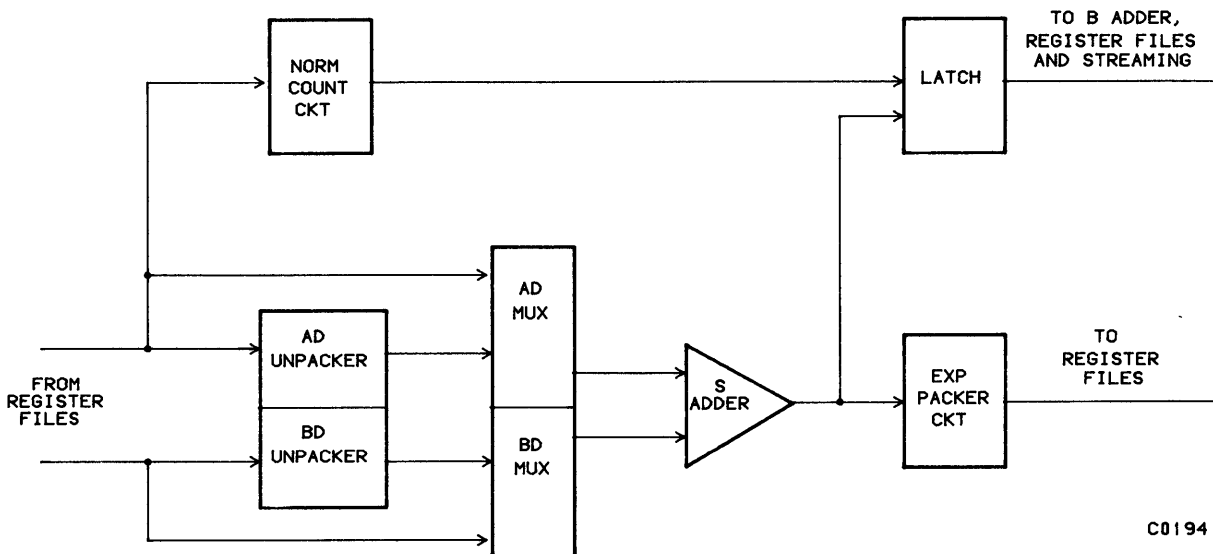 TO B ADDER,
REGISTER FILES
AND STREAMING
NORM
COUNT
CKT
LATCH
AD
MUX
AD
UNPACKER
FROM
REGISTER
FILES
BD
UNPACKER
BD
MUX
S
ADDER
EXP
PACKER
CKT
TO
REGISTER
FILES
C0194